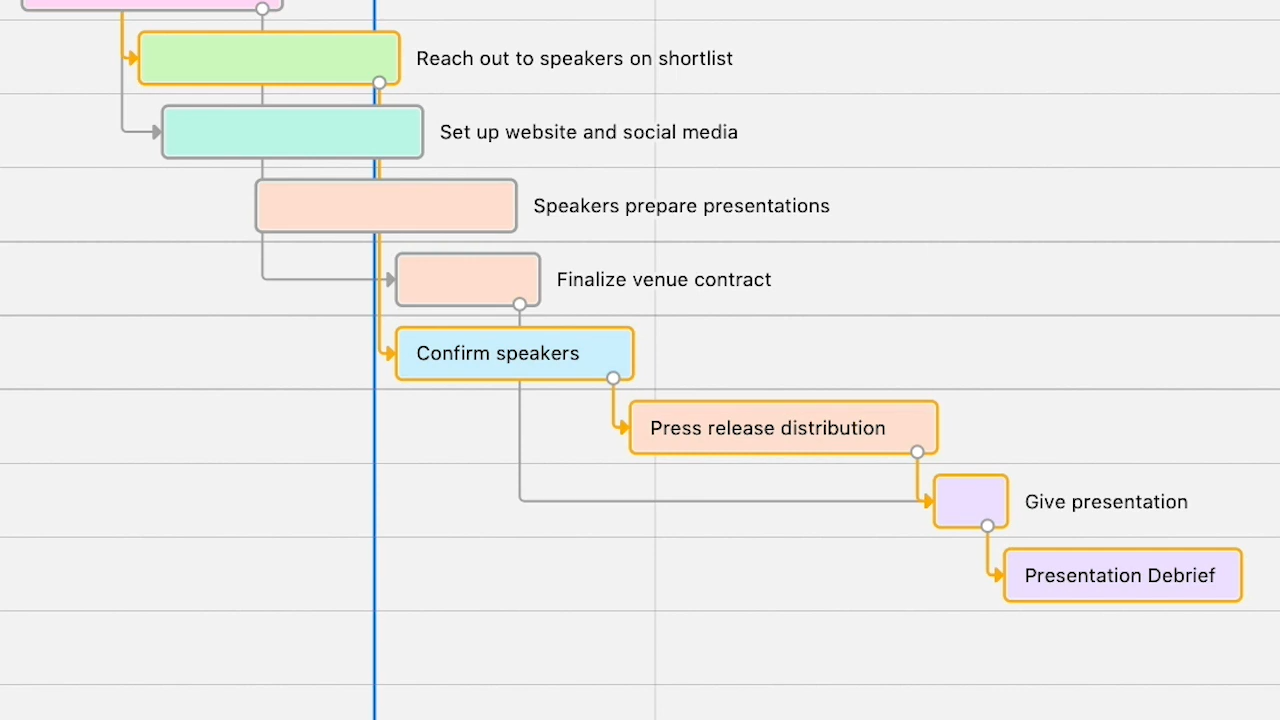 Reach out to speakers on shortlist
Set up website and social media
Speakers prepare presentations
Finalize venue contract
Confirm speakers
Press release distribution
Give presentation
Presentation Debrief